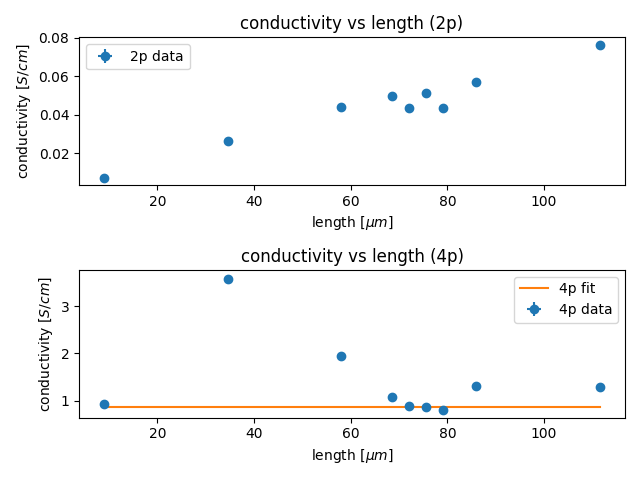 conductivity vs length (2p)
conductivity [S/cm]
0.08
0.06
0.04
0.02
2p data
20 40 60 80 100
length [μm]
conductivity vs length (4p)
conductivity [S/cm]
3
2
1
4p fit
4p data
20 40 60 80 100
length [μm]